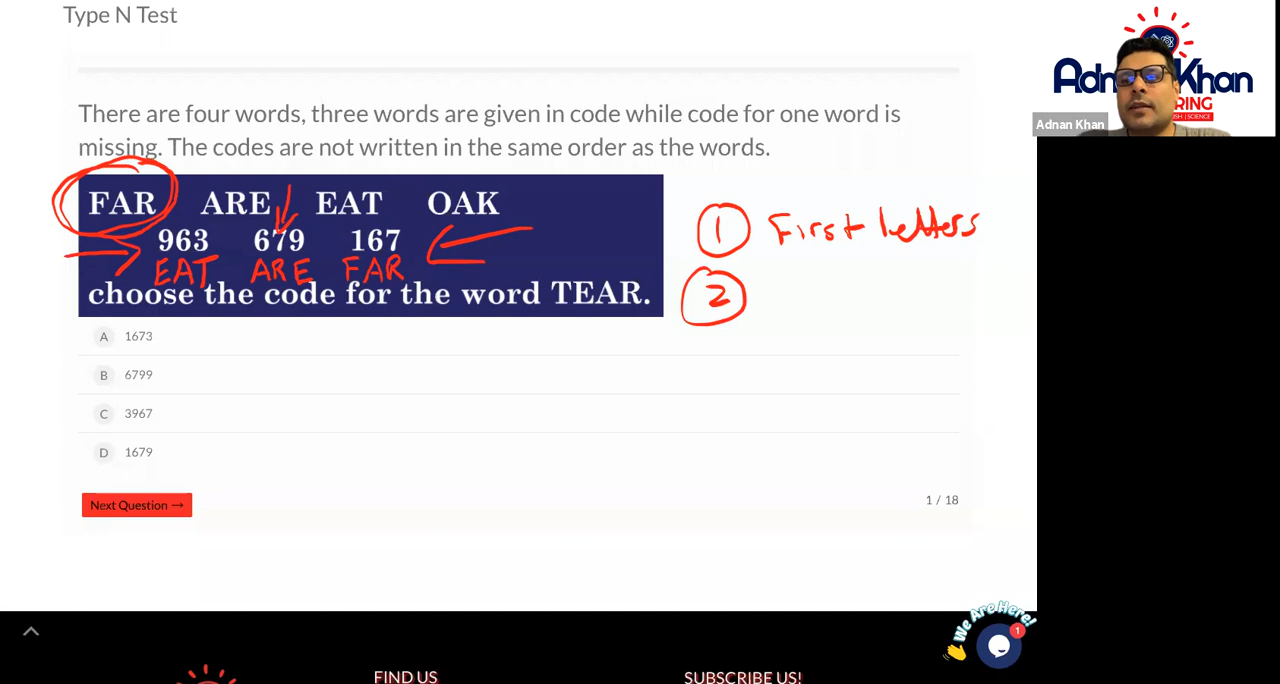 Type N Test
There are four words, three words are given in code while code for one word is
missing. The codes are not written in the same order as the words.
FAR ARE EAT OAK
963 679 167
EAT ARE FAR
choose the code for the word TEAR.
1 First letters
2
A 1673
B 6799
C 3967
D 1679
Next Question →
1 / 18
Adnan Khan
We Are Here!
1
FIND US
SUBSCRIBE US!